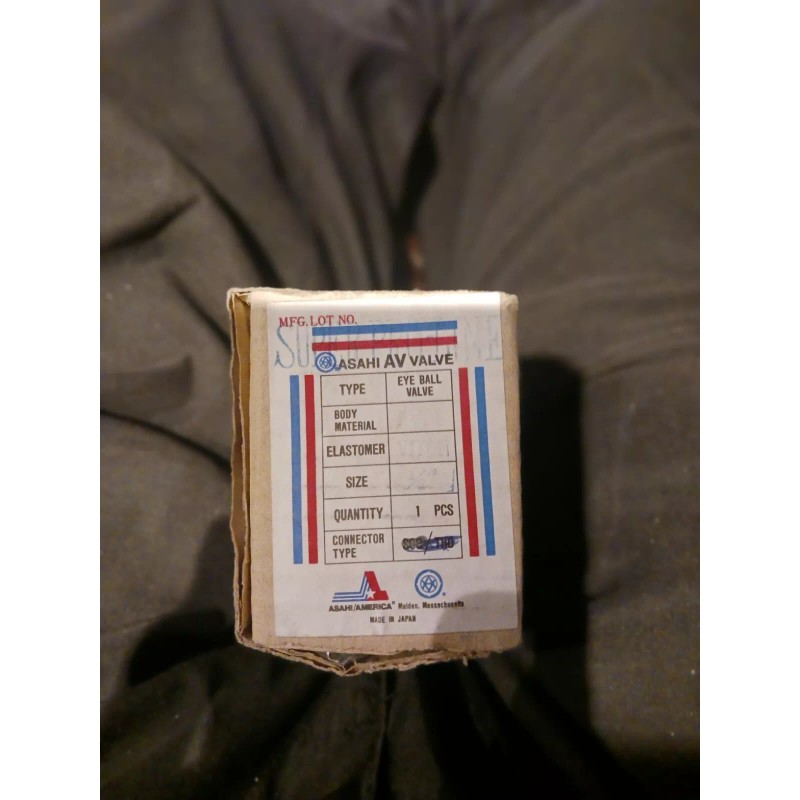 MFG. LOT NO.
ASAHI AV VALVE
TYPE EYE BALL VALVE
BODY MATERIAL
ELASTOMER
SIZE
QUANTITY 1 PCS
CONNECTOR TYPE
ASAHI/AMERICA® Malden, Massachusetts
MADE IN JAPAN